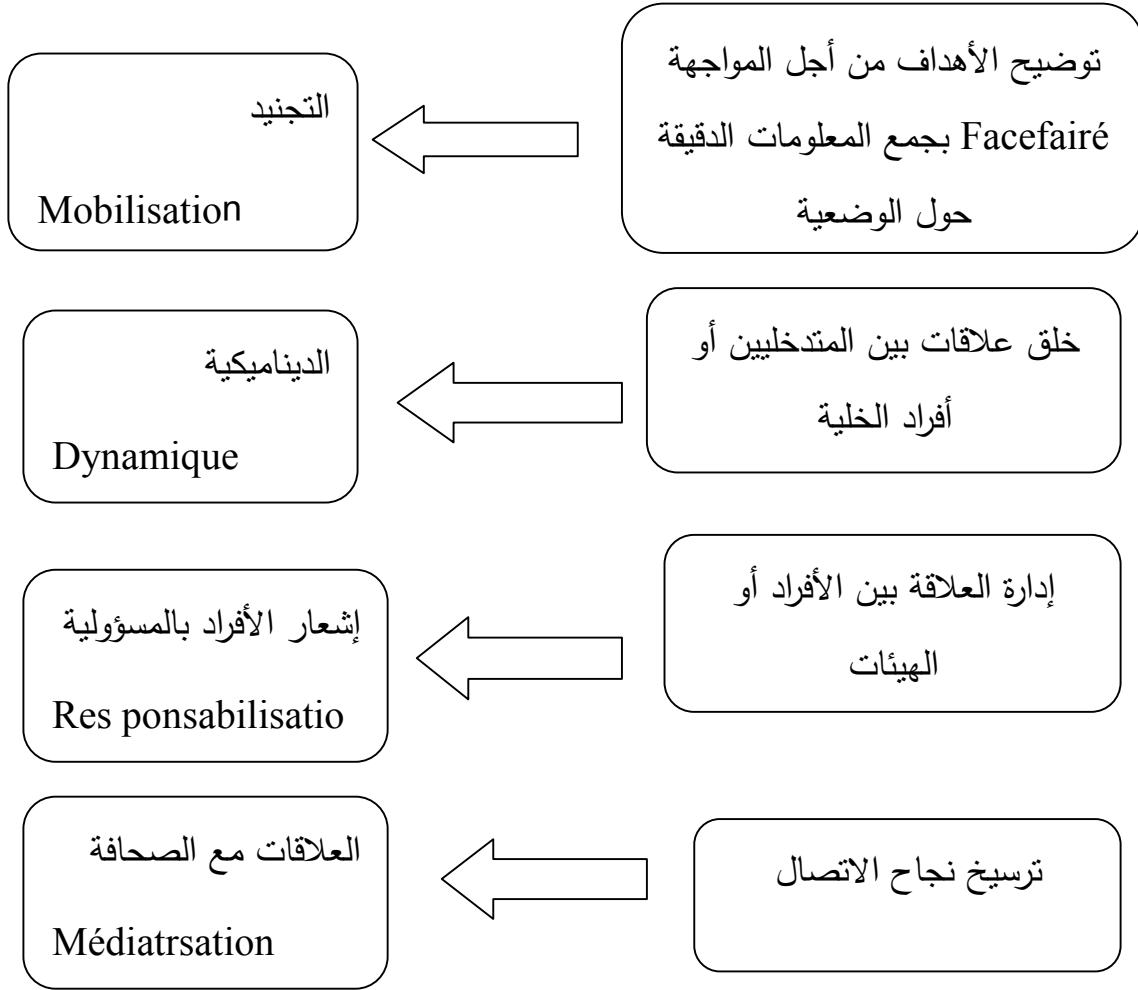 توضيح الأهداف من أجل المواجهة
Facefairé بجمع المعلومات الدقيقة
حول الوضعية
التجنيد
Mobilisation
خلق علاقات بين المتدخليين أو
أفراد الخلية
الديناميكية
Dynamique
إدارة العلاقة بين الأفراد أو
الهيئات
إشعار الأفراد بالمسؤولية
Res ponsabilisatio
ترسيخ نجاح الاتصال
العلاقات مع الصحافة
Médiatrsation